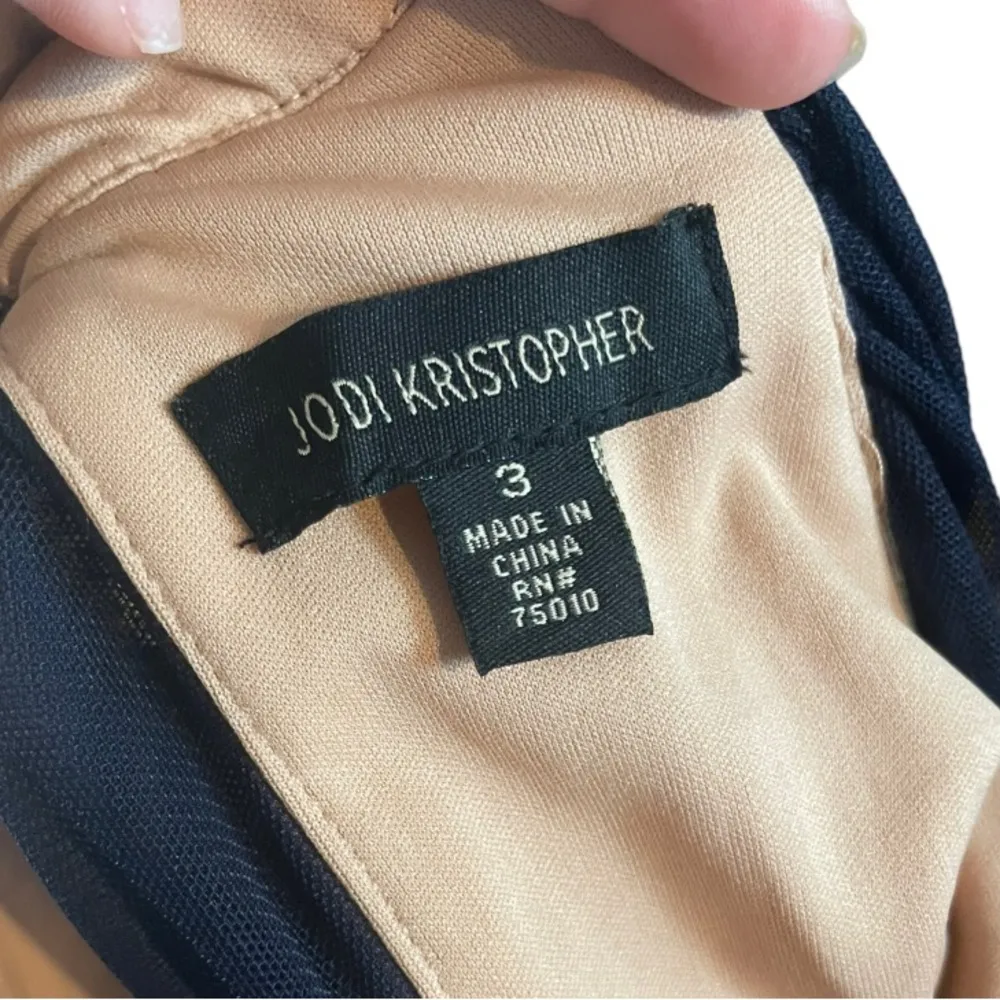 JODI KRISTOPHER
3
MADE IN
CHINA
RN#
75010